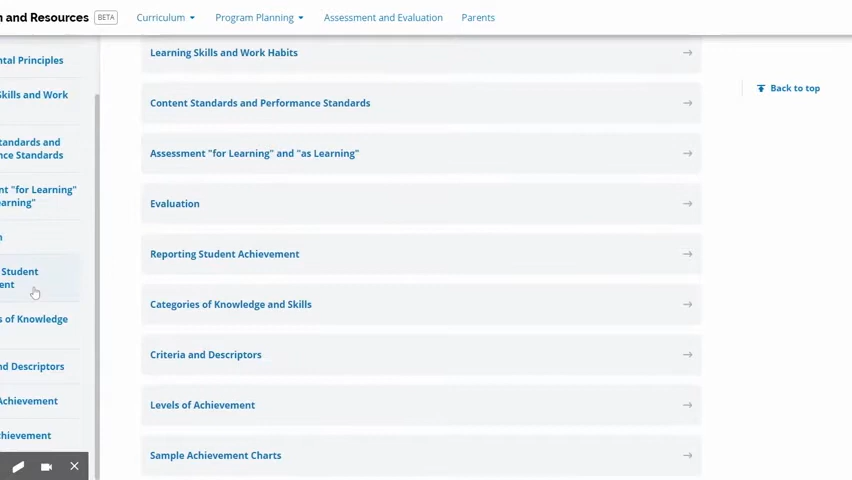 n and Resources BETA Curriculum Program Planning Assessment and Evaluation Parents
ntal Principles
Skills and Work
tandards and
nce Standards
nt "for Learning"
earning"
n
Student
ent
s of Knowledge
nd Descriptors
Achievement
chievement
Learning Skills and Work Habits
Content Standards and Performance Standards
Assessment "for Learning" and "as Learning"
Evaluation
Reporting Student Achievement
Categories of Knowledge and Skills
Criteria and Descriptors
Levels of Achievement
Sample Achievement Charts
Back to top